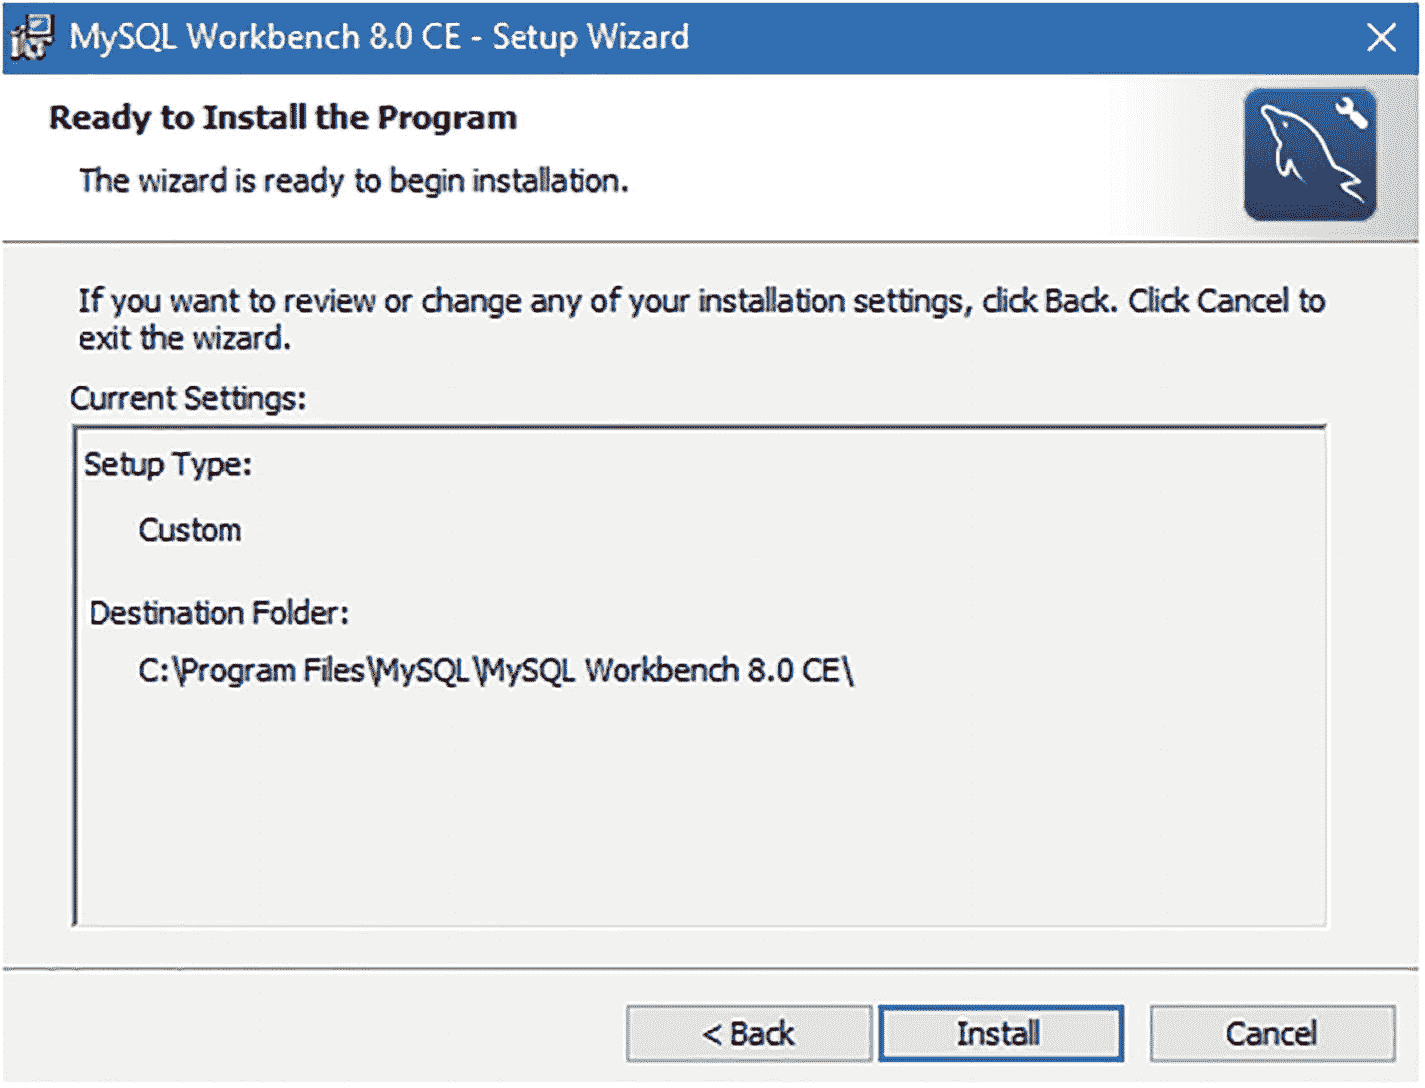 MySQL Workbench 8.0 CE - Setup Wizard
Ready to Install the Program
The wizard is ready to begin installation.
If you want to review or change any of your installation settings, click Back. Click Cancel to
exit the wizard.
Current Settings:
Setup Type:
Custom
Destination Folder:
C:\Program Files\MySQL\MySQL Workbench 8.0 CE\
< Back
Install
Cancel